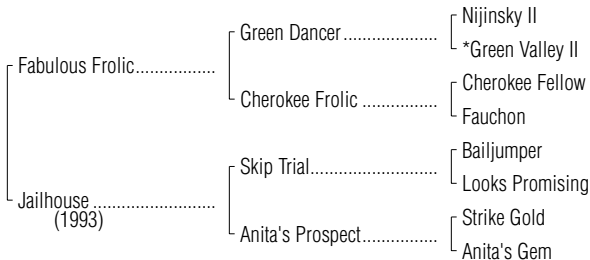 Nijinsky II
Green Dancer ....................
*Green Valley II
Fabulous Frolic.................
Cherokee Fellow
Cherokee Frolic ................
Fauchon
Bailjumper
Skip Trial...........................
Looks Promising
Jailhouse ..........................
(1993)
Strike Gold
Anita's Prospect................
Anita's Gem